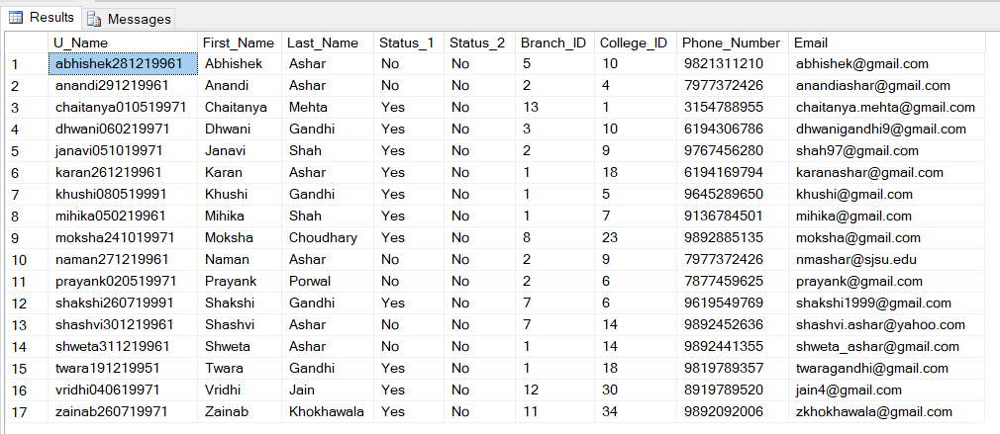 Results Messages
U_Name First_Name Last_Name Status_1 Status_2 Branch_ID College_ID Phone_Number Email
1 abhishek281219961 Abhishek Ashar No No 5 10 9821311210 abhishek@gmail.com
2 anandi291219961 Anandi Ashar No No 2 4 7977372426 anandiashar@gmail.com
3 chaitanya010519971 Chaitanya Mehta Yes No 13 1 3154788955 chaitanya.mehta@gmail.com
4 dhwani060219961 Dhwani Gandhi Yes No 3 10 6194306786 dhwanigandhi9@gmail.com
5 janavi051019971 Janavi Shah Yes No 2 9 9767456280 shah97@gmail.com
6 karan261219961 Karan Ashar Yes No 1 18 6194169794 karanashar@gmail.com
7 khushi080519991 Khushi Gandhi Yes No 1 5 9645289650 khushi@gmail.com
8 mihika050219961 Mihika Shah Yes No 1 7 9136784501 mihika@gmail.com
9 moksha241019971 Moksha Choudhary Yes No 8 23 9892885135 moksha@gmail.com
10 naman271219961 Naman Ashar No No 2 9 7977372426 nmashar@sjsu.edu
11 prayank020519971 Prayank Porwal No No 2 6 7877459625 prayank@gmail.com
12 shakshi260719991 Shakshi Gandhi Yes No 7 6 9619549769 shakshi1999@gmail.com
13 shashvi301219961 Shashvi Ashar No No 7 14 9892452636 shashvi.ashar@yahoo.com
14 shweta311219961 Shweta Ashar No No 1 14 9892441355 shweta_ashar@gmail.com
15 twara191219951 Twara Gandhi Yes No 1 18 9819789357 twaragandhi@gmail.com
16 vridhi040619971 Vridhi Jain Yes No 12 30 8919789520 jain4@gmail.com
17 zainab260719971 Zainab Khokhawala Yes No 11 34 9892092006 zkhokhawala@gmail.com